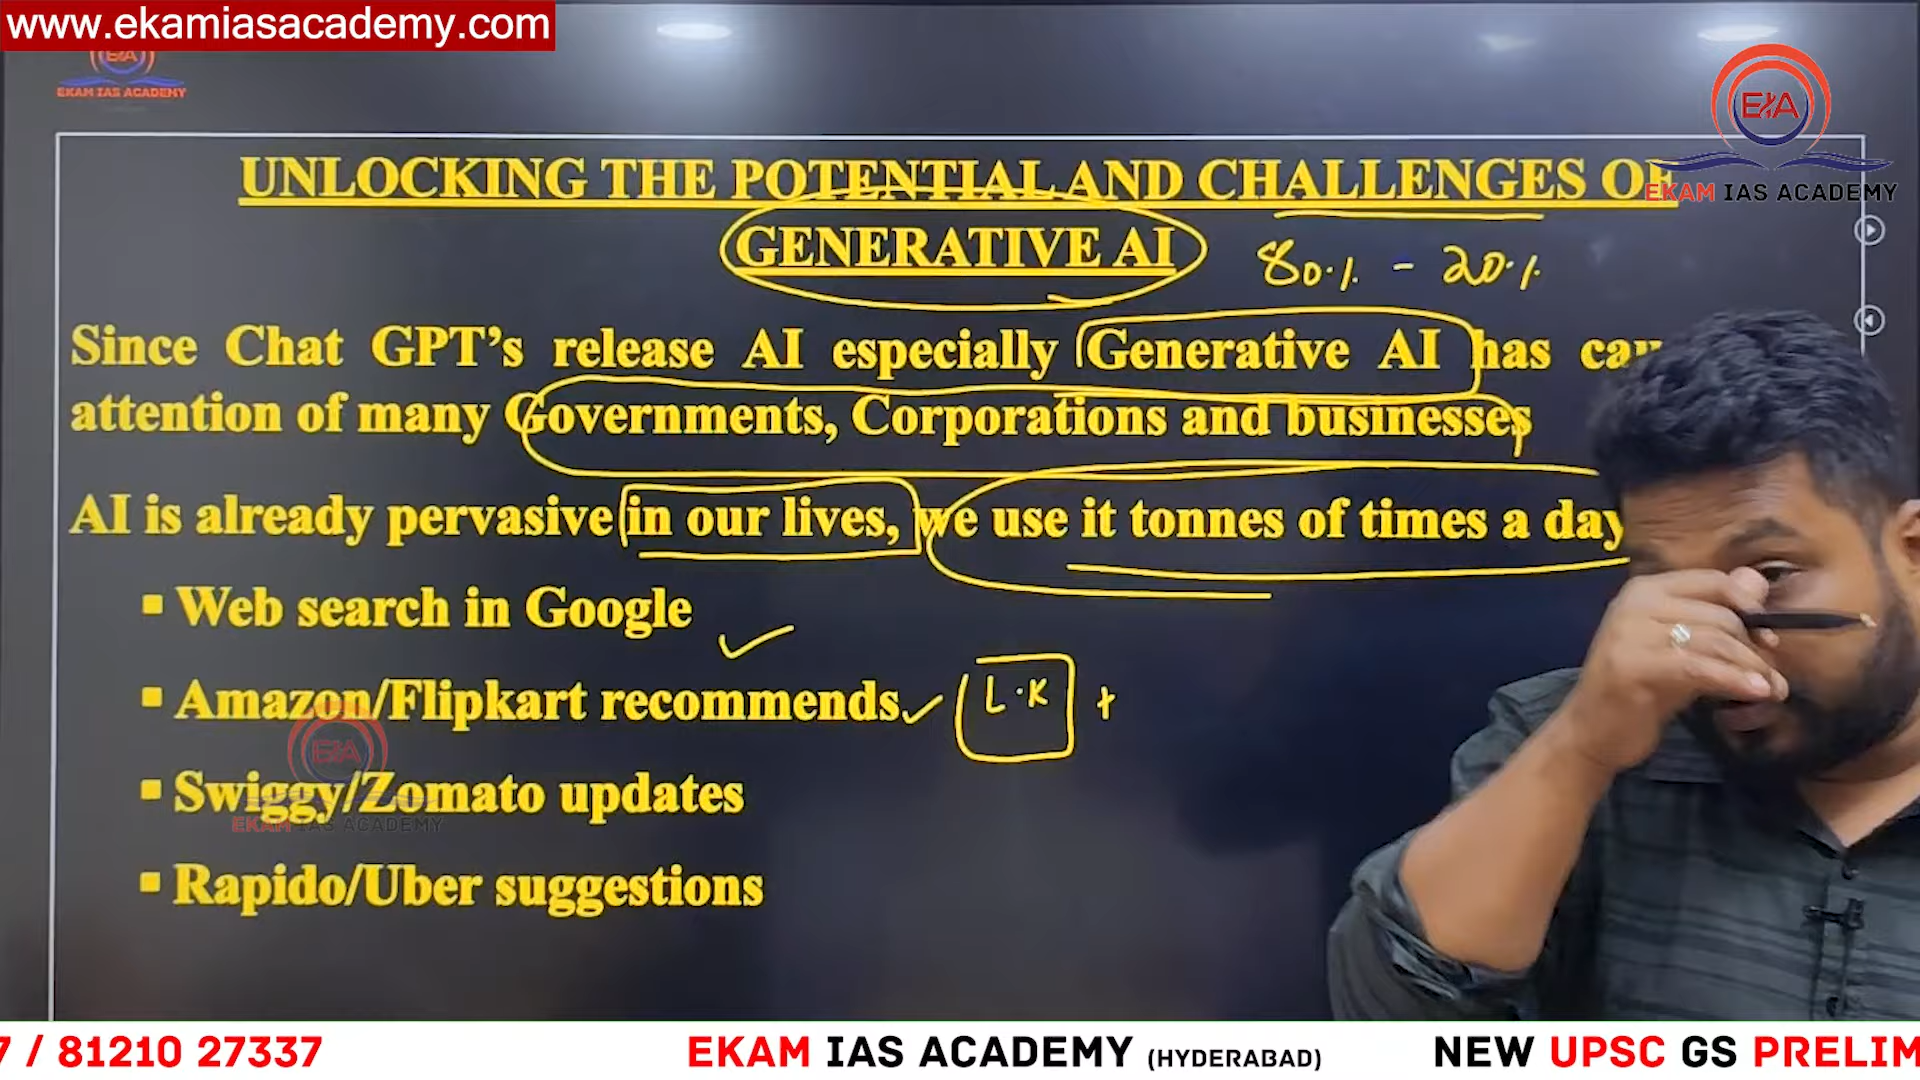 www.ekamiasacademy.com
EKAM IAS ACADEMY
EKAM IAS ACADEMY
UNLOCKING THE POTENTIAL AND CHALLENGES OF
GENERATIVE AI
80% - 20%
Since Chat GPT's release AI especially Generative AI has
attention of many Governments, Corporations and businesses
AI is already pervasive in our lives, we use it tonnes of times a day
▪ Web search in Google
▪ Amazon/Flipkart recommends
L.K +
▪ Swiggy/Zomato updates
EKAM IAS ACADEMY
▪ Rapido/Uber suggestions
7 / 81210 27337 EKAM IAS ACADEMY (HYDERABAD) NEW UPSC GS PRELIM